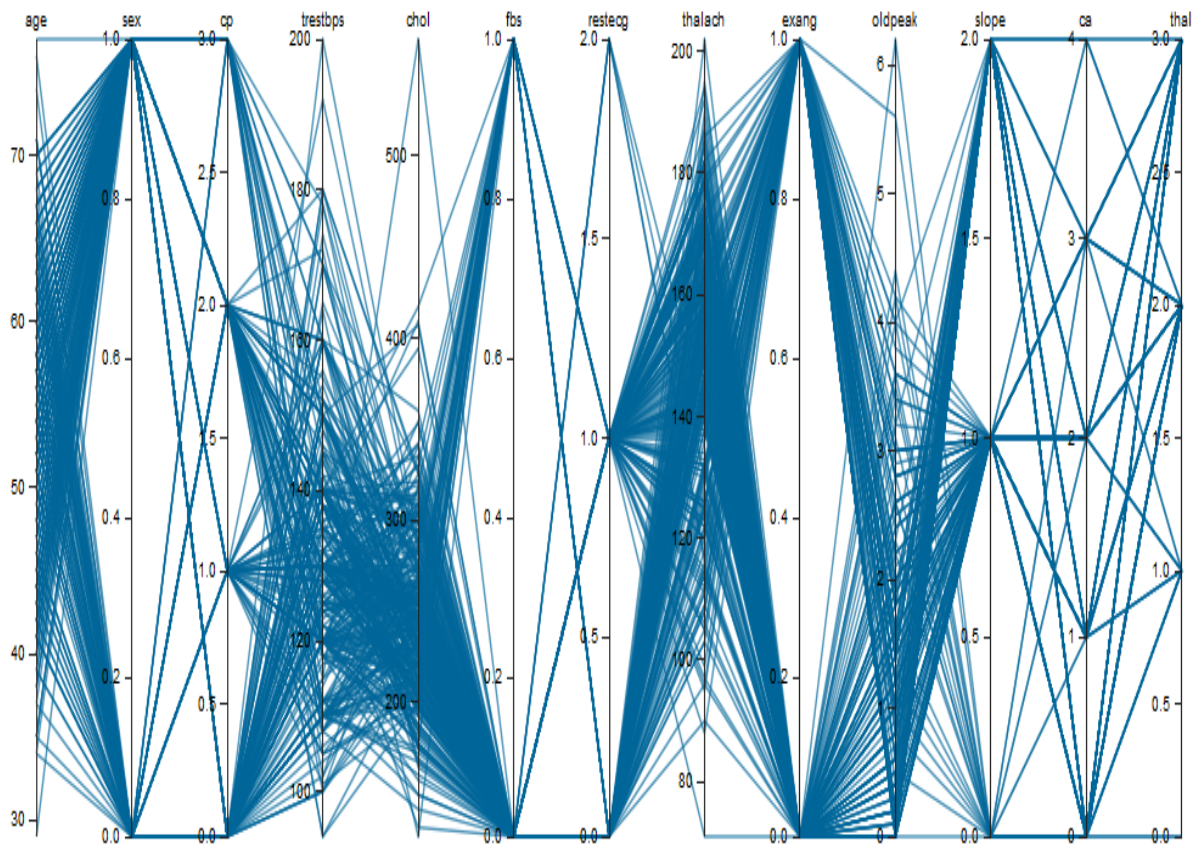 age sex cp trestbps chol fbs restecg thalach exang oldpeak slope ca thal
1.0 3.0 200 1.0 2.0 200 1.0 6 2.0 4 3.0
70 2.5 500 180 0.8 0.8 180 5 0.8 1.5 2.5
60 2.0 160 400 0.6 1.5 160 0.6 4 3 2.0
50 1.5 140 300 0.4 1.0 140 0.4 3 1.0 2 1.5
40 1.0 120 200 0.2 0.5 120 0.2 2 0.5 1 1.0
30 0.5 100 0.0 0.0 100 0.0 1 0.0 0 0.5
0.0 0.0 80 0 0.0